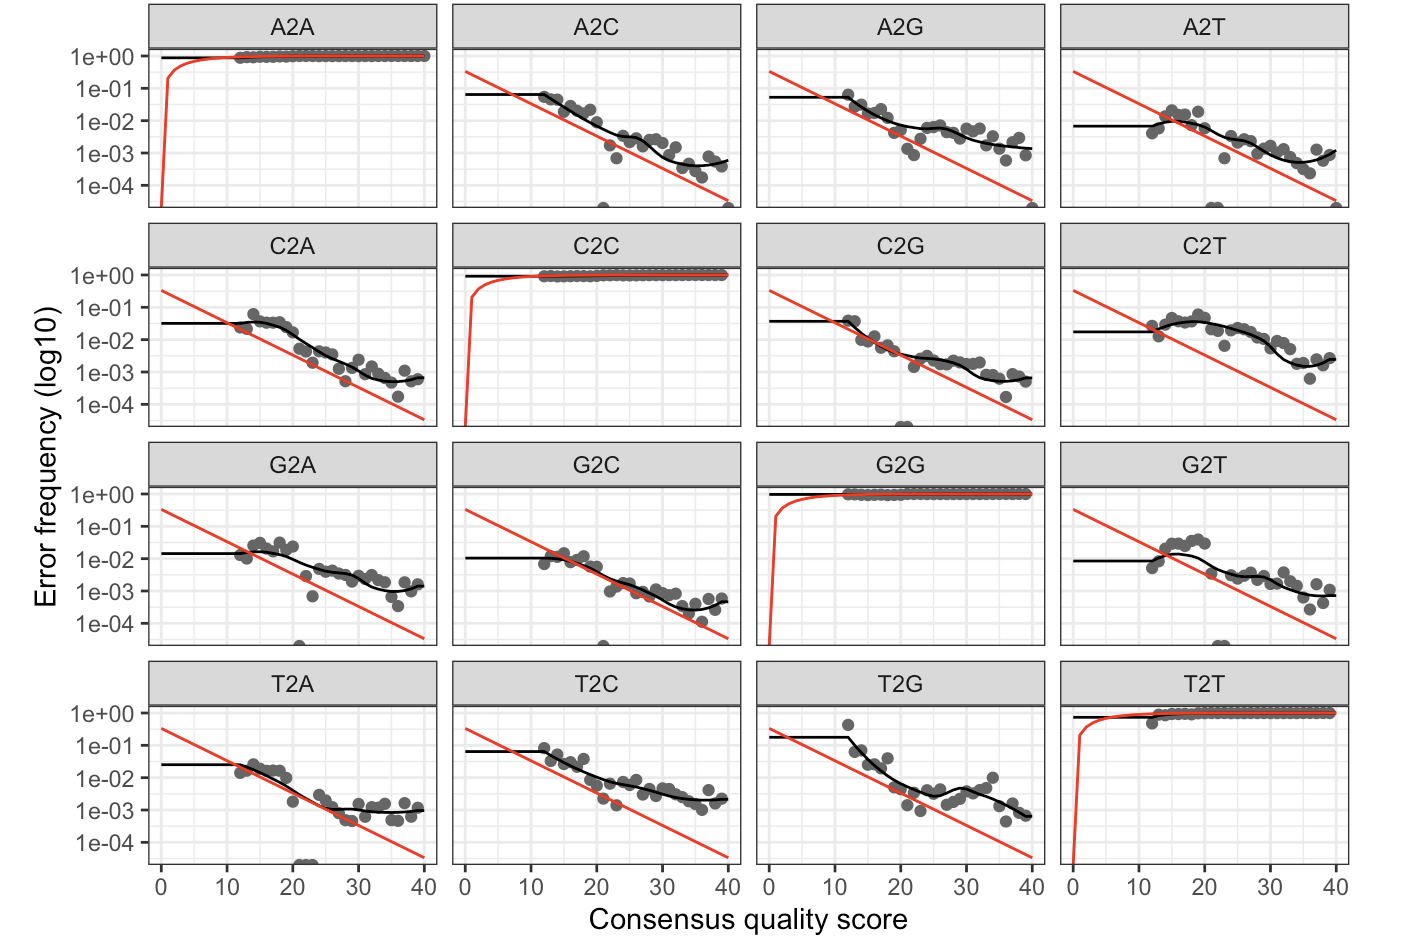 A2A A2C A2G A2T
1e+00
1e-01
1e-02
1e-03
1e-04
C2A C2C C2G C2T
1e+00
1e-01
1e-02
1e-03
1e-04
G2A G2C G2G G2T
1e+00
1e-01
1e-02
1e-03
1e-04
T2A T2C T2G T2T
1e+00
1e-01
1e-02
1e-03
1e-04
0 10 20 30 40 0 10 20 30 40 0 10 20 30 40 0 10 20 30 40
Consensus quality score
Error frequency (log10)